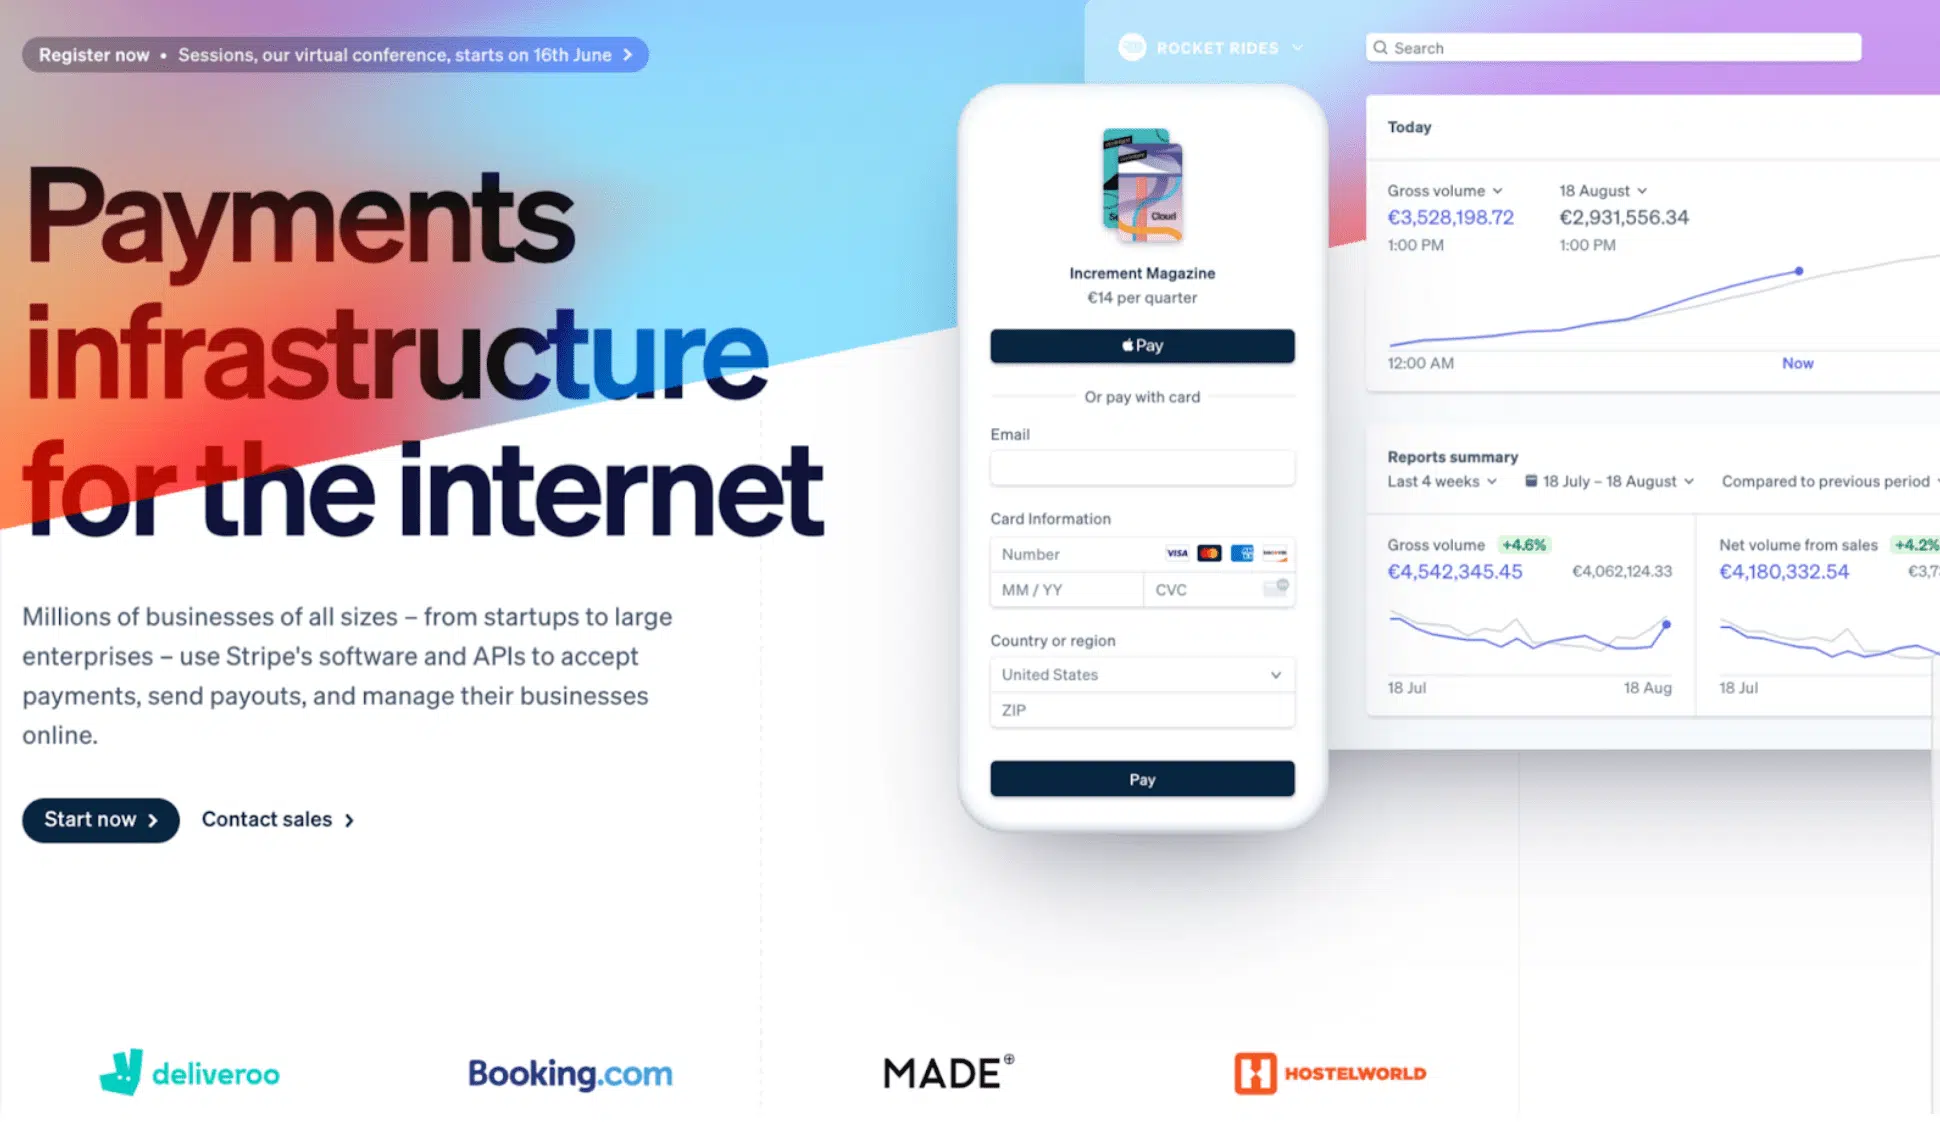 Register now • Sessions, our virtual conference, starts on 16th June
Payments
infrastructure
for the internet
Millions of businesses of all sizes – from startups to large
enterprises – use Stripe's software and APIs to accept
payments, send payouts, and manage their businesses
online.
Start now
Contact sales
ROCKET RIDES
Search
Cloud
Increment Magazine
€14 per quarter
Pay
Or pay with card
Email
Card Information
Number
VISA
MM / YY
CVC
Country or region
United States
ZIP
Pay
Today
Gross volume
18 August
€3,528,198.72
€2,931,556.34
1:00 PM
1:00 PM
12:00 AM
Now
Reports summary
Last 4 weeks
18 July – 18 August
Compared to previous period
Gross volume +4.6%
€4,542,345.45
€4,062,124.33
18 Jul
18 Aug
Net volume from sales +4.2%
€4,180,332.54
18 Jul
deliveroo
Booking.com
MADE
HOSTELWORLD